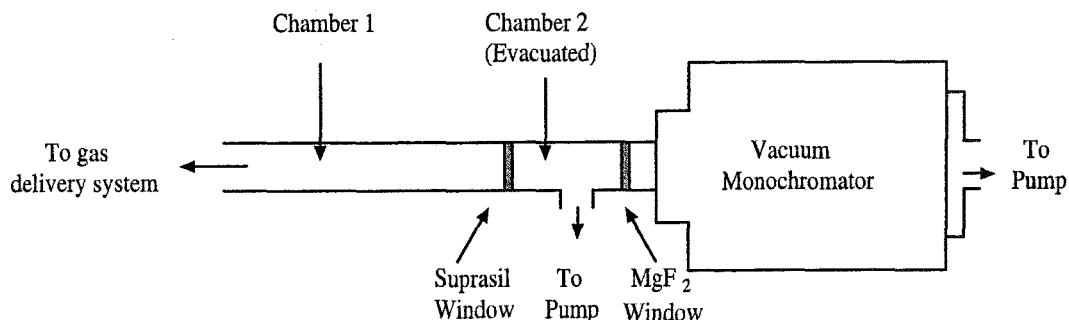 Chamber 1
Chamber 2
(Evacuated)
To gas
delivery system
Vacuum
Monochromator
To
Pump
Suprasil
Window
To
Pump
MgF2
Window